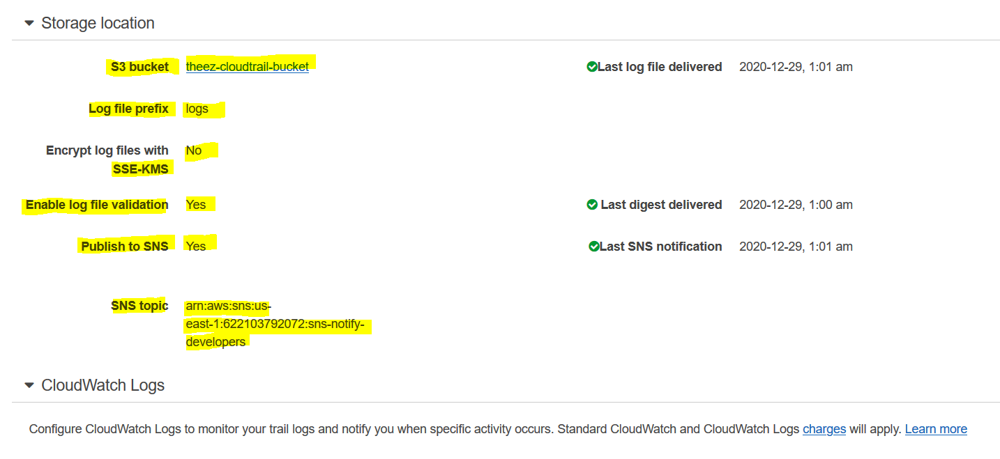 Storage location
S3 bucket theez-cloudtrail-bucket Last log file delivered 2020-12-29, 1:01 am
Log file prefix logs
Encrypt log files with No
SSE-KMS
Enable log file validation Yes Last digest delivered 2020-12-29, 1:00 am
Publish to SNS Yes Last SNS notification 2020-12-29, 1:01 am
SNS topic arn:aws:sns:us-
east-1:622103792072:sns-notify-
developers
CloudWatch Logs
Configure CloudWatch Logs to monitor your trail logs and notify you when specific activity occurs. Standard CloudWatch and CloudWatch Logs charges will apply. Learn more